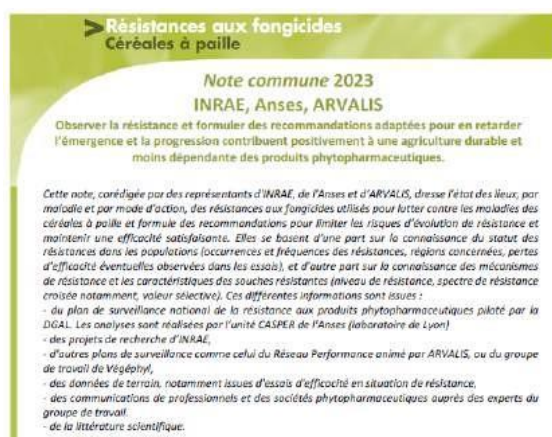 Résistances aux fongicides
Céréales à paille
Note commune 2023
INRAE, Anses, ARVALIS
Observer la résistance et formuler des recommandations adaptées pour en retarder
l'émergence et la progression contribuent positivement à une agriculture durable et
moins dépendante des produits phytopharmaceutiques.
Cette note, corédigée par des représentants d'INRAE, de l'Anses et d'ARVALIS, dresse l'état des lieux, par
maladie et par mode d'action, des résistances aux fongicides utilisés pour lutter contre les maladies des
céréales à paille et formule des recommandations pour limiter les risques d'évolution de résistance et
maintenir une efficacité satisfaisante. Elles se basent d'une part sur la connaissance du statut des
résistances dans les populations (occurrences et fréquences des résistances, régions concernées, pertes
d'efficacité éventuelles observées dans les essais), et d'autre part sur la connaissance des mécanismes
de résistance et les caractéristiques des souches résistantes (niveau de résistance, spectre de résistance
croisée notamment, valeur sélective). Ces différentes informations sont issues :
- du plan de surveillance national de la résistance aux produits phytopharmaceutiques piloté par la
DGAL. Les analyses sont réalisées par l'unité CASPER de l'Anses (laboratoire de Lyon)
- des projets de recherche d'INRAE,
- d'autres plans de surveillance comme celui du Réseau Performance animé par ARVALIS, ou du groupe
de travail de Végéphyl,
- des données de terrain, notamment issues d'essais d'efficacité en situation de résistance,
- des communications de professionnels et des sociétés phytopharmaceutiques auprès des experts du
groupe de travail.
- de la littérature scientifique.